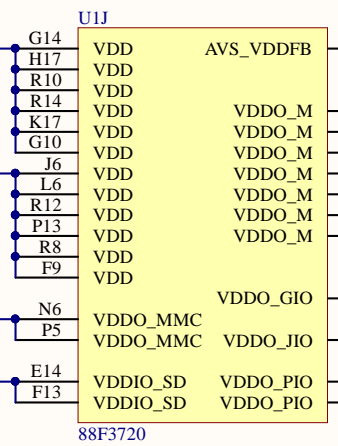 U1J
G14 VDD AVS_VDDFB
H17 VDD
R10 VDD
R14 VDD VDDO_M
K17 VDD VDDO_M
G10 VDD VDDO_M
J6 VDD VDDO_M
L6 VDD VDDO_M
R12 VDD VDDO_M
P13 VDD VDDO_M
R8 VDD
F9 VDD
VDDO_GIO
N6 VDDO_MMC
P5 VDDO_MMC VDDO_JIO
E14 VDDIO_SD VDDO_PIO
F13 VDDIO_SD VDDO_PIO
88F3720